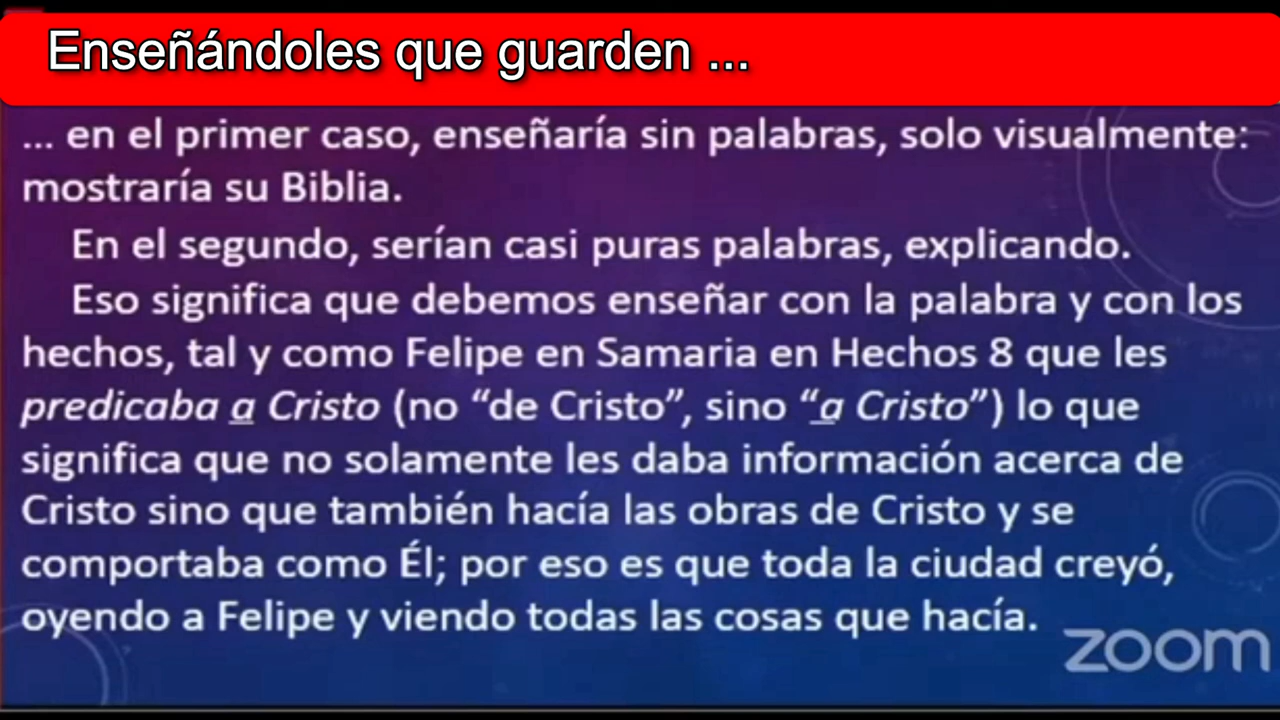 Enseñándoles que guarden ...
... en el primer caso, enseñaría sin palabras, solo visualmente:
mostraría su Biblia.
En el segundo, serían casi puras palabras, explicando.
Eso significa que debemos enseñar con la palabra y con los
hechos, tal y como Felipe en Samaria en Hechos 8 que les
predicaba a Cristo (no “de Cristo”, sino “a Cristo”) lo que
significa que no solamente les daba información acerca de
Cristo sino que también hacía las obras de Cristo y se
comportaba como Él; por eso es que toda la ciudad creyó,
oyendo a Felipe y viendo todas las cosas que hacía.
zoom